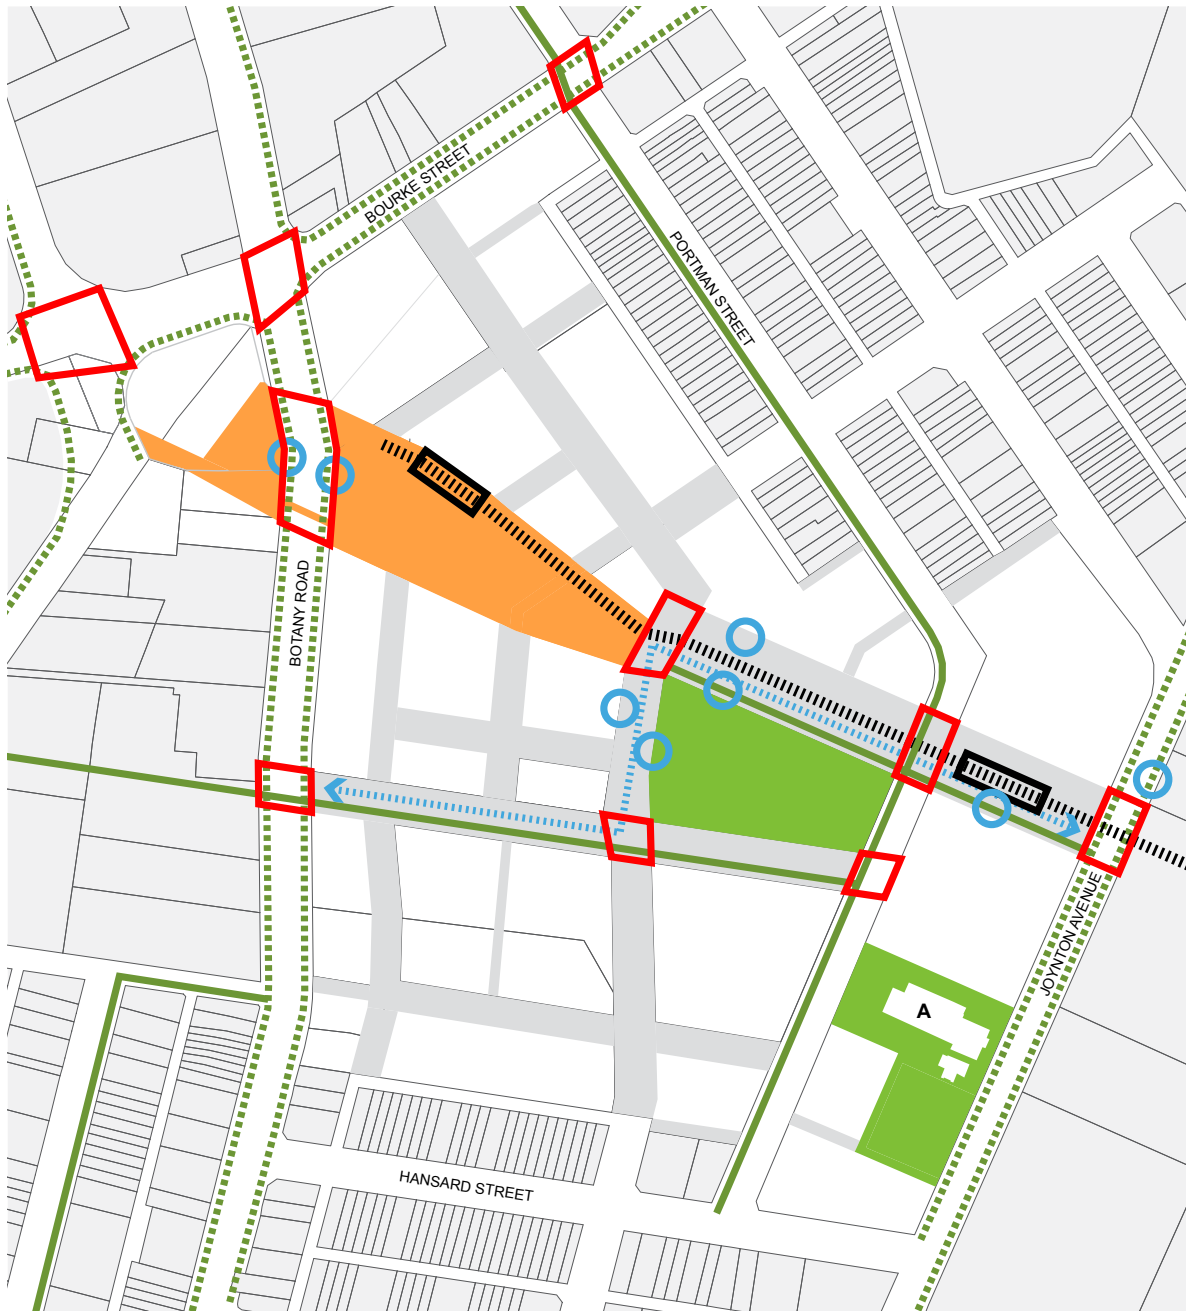 BOURKE STREET
PORTMAN STREET
BOTANY ROAD
JOYNTON AVENUE
A
HANSARD STREET